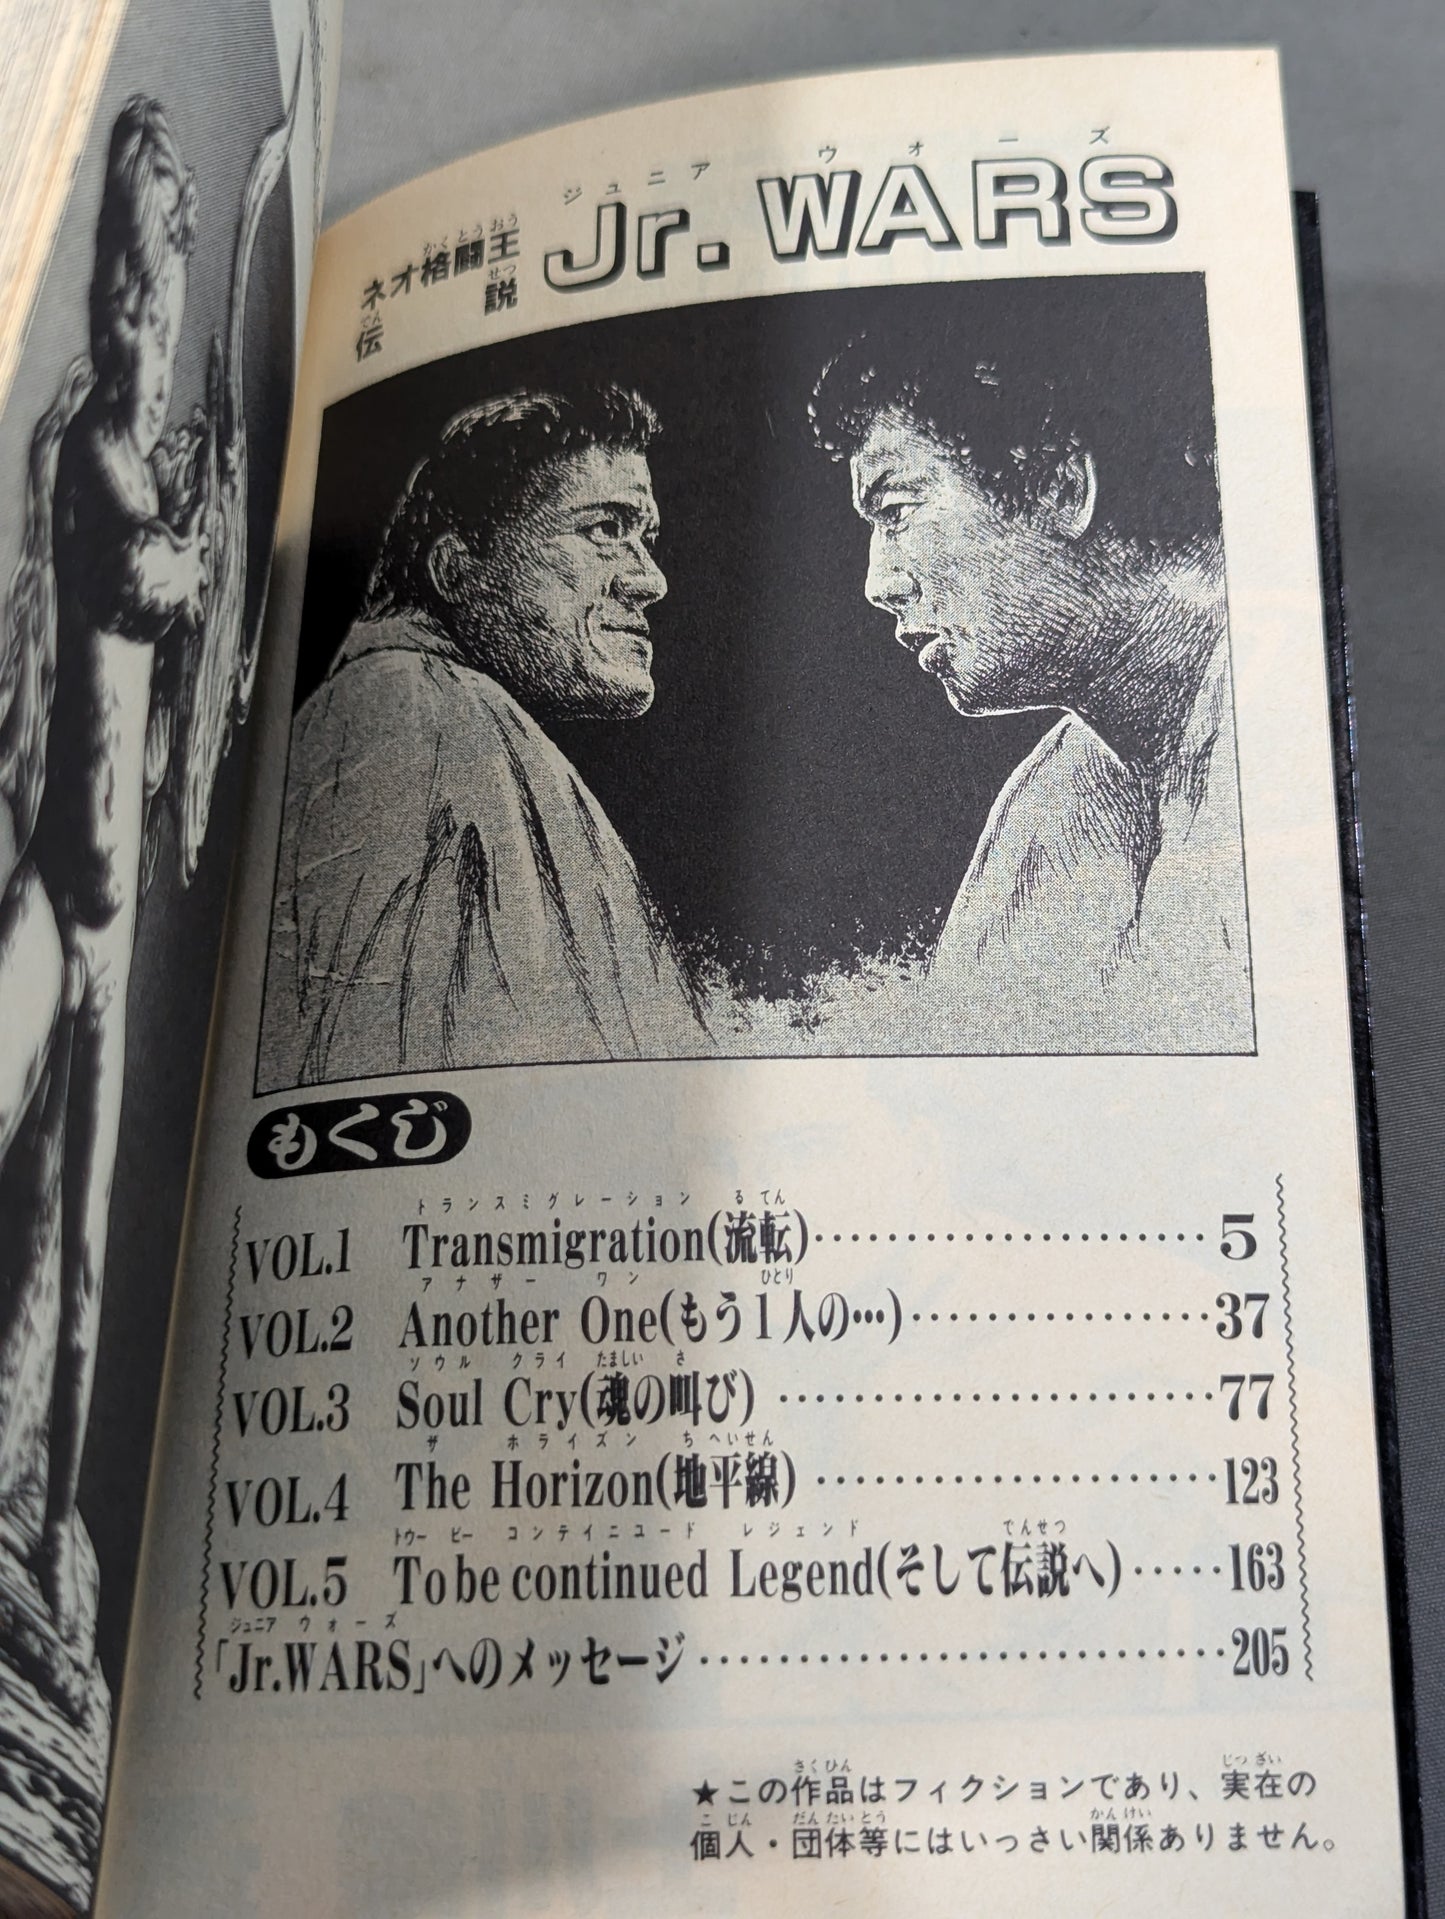 ジュニア ウォーズ
ネオ格闘王伝説 Jr. WARS
かくとうおう
でん せつ
もくじ
トランスミグレーション るてん
VOL.1 Transmigration(流転)‥‥‥‥‥‥‥‥‥‥5
アナザー ワン ひとり
VOL.2 Another One(もう1人の…)‥‥‥‥‥‥‥‥37
ソウル クライ たましい さ
VOL.3 Soul Cry(魂の叫び)‥‥‥‥‥‥‥‥‥‥‥77
ザ ホライズン ちへいせん
VOL.4 The Horizon(地平線)‥‥‥‥‥‥‥‥‥‥123
トゥー ビー コンテイニュード レジェンド でんせつ
VOL.5 To be continued Legend(そして伝説へ)‥‥‥163
ジュニア ウォーズ
「Jr.WARS」へのメッセージ‥‥‥‥‥‥‥‥‥‥‥‥205
さくひん じつざい
★この作品はフィクションであり、実在の
こじん だんたいとう かんけい
個人・団体等にはいっさい関係ありません。